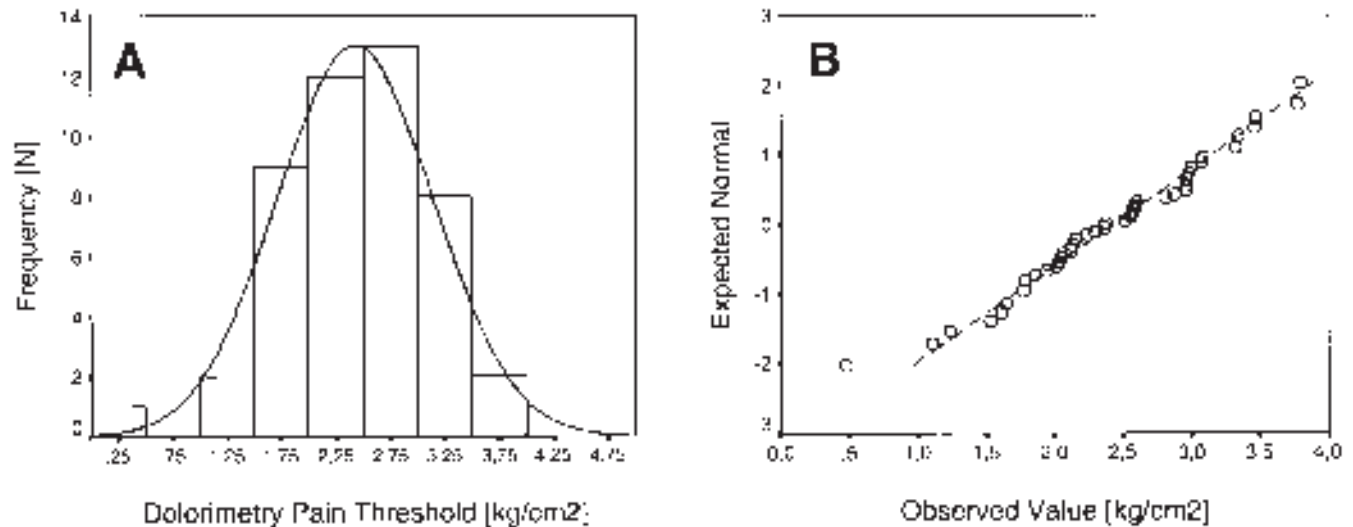 A
Frequency [N]
14
12
10
8
6
4
2
0
.25 .75 1.25 1.75 2,25 2.75 3.25 3,75 4.25 4.75
Dolorimetry Pain Threshold [kg/cm2]
B
Expected Normal
3
2
1
0
-1
-2
-3
0,0 ,5 1,0 1,5 2,0 2,5 3,0 3,5 4,0
Observed Value [kg/cm2]